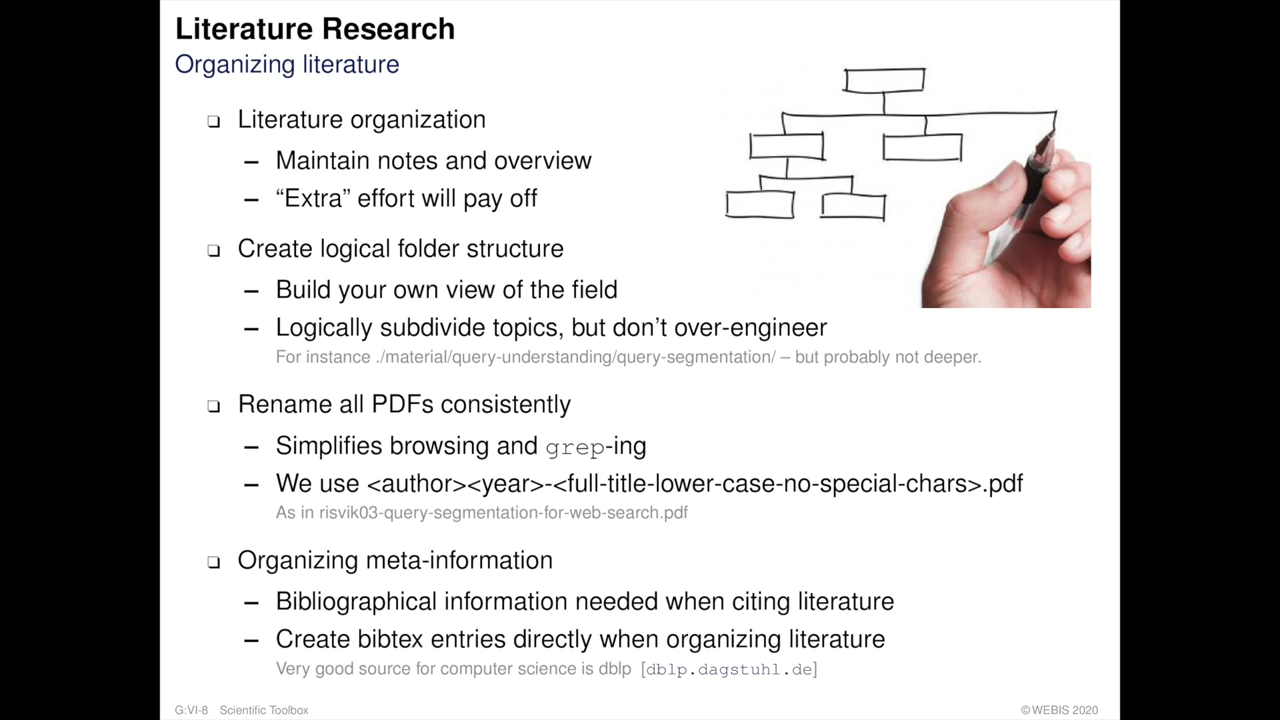 Literature Research
Organizing literature
❑ Literature organization
– Maintain notes and overview
– “Extra” effort will pay off
❑ Create logical folder structure
– Build your own view of the field
– Logically subdivide topics, but don’t over-engineer
For instance ./material/query-understanding/query-segmentation/ – but probably not deeper.
❑ Rename all PDFs consistently
– Simplifies browsing and grep-ing
– We use <author><year>-<full-title-lower-case-no-special-chars>.pdf
As in risvik03-query-segmentation-for-web-search.pdf
❑ Organizing meta-information
– Bibliographical information needed when citing literature
– Create bibtex entries directly when organizing literature
Very good source for computer science is dblp [dblp.dagstuhl.de]
G:VI-8 Scientific Toolbox ©WEBIS 2020